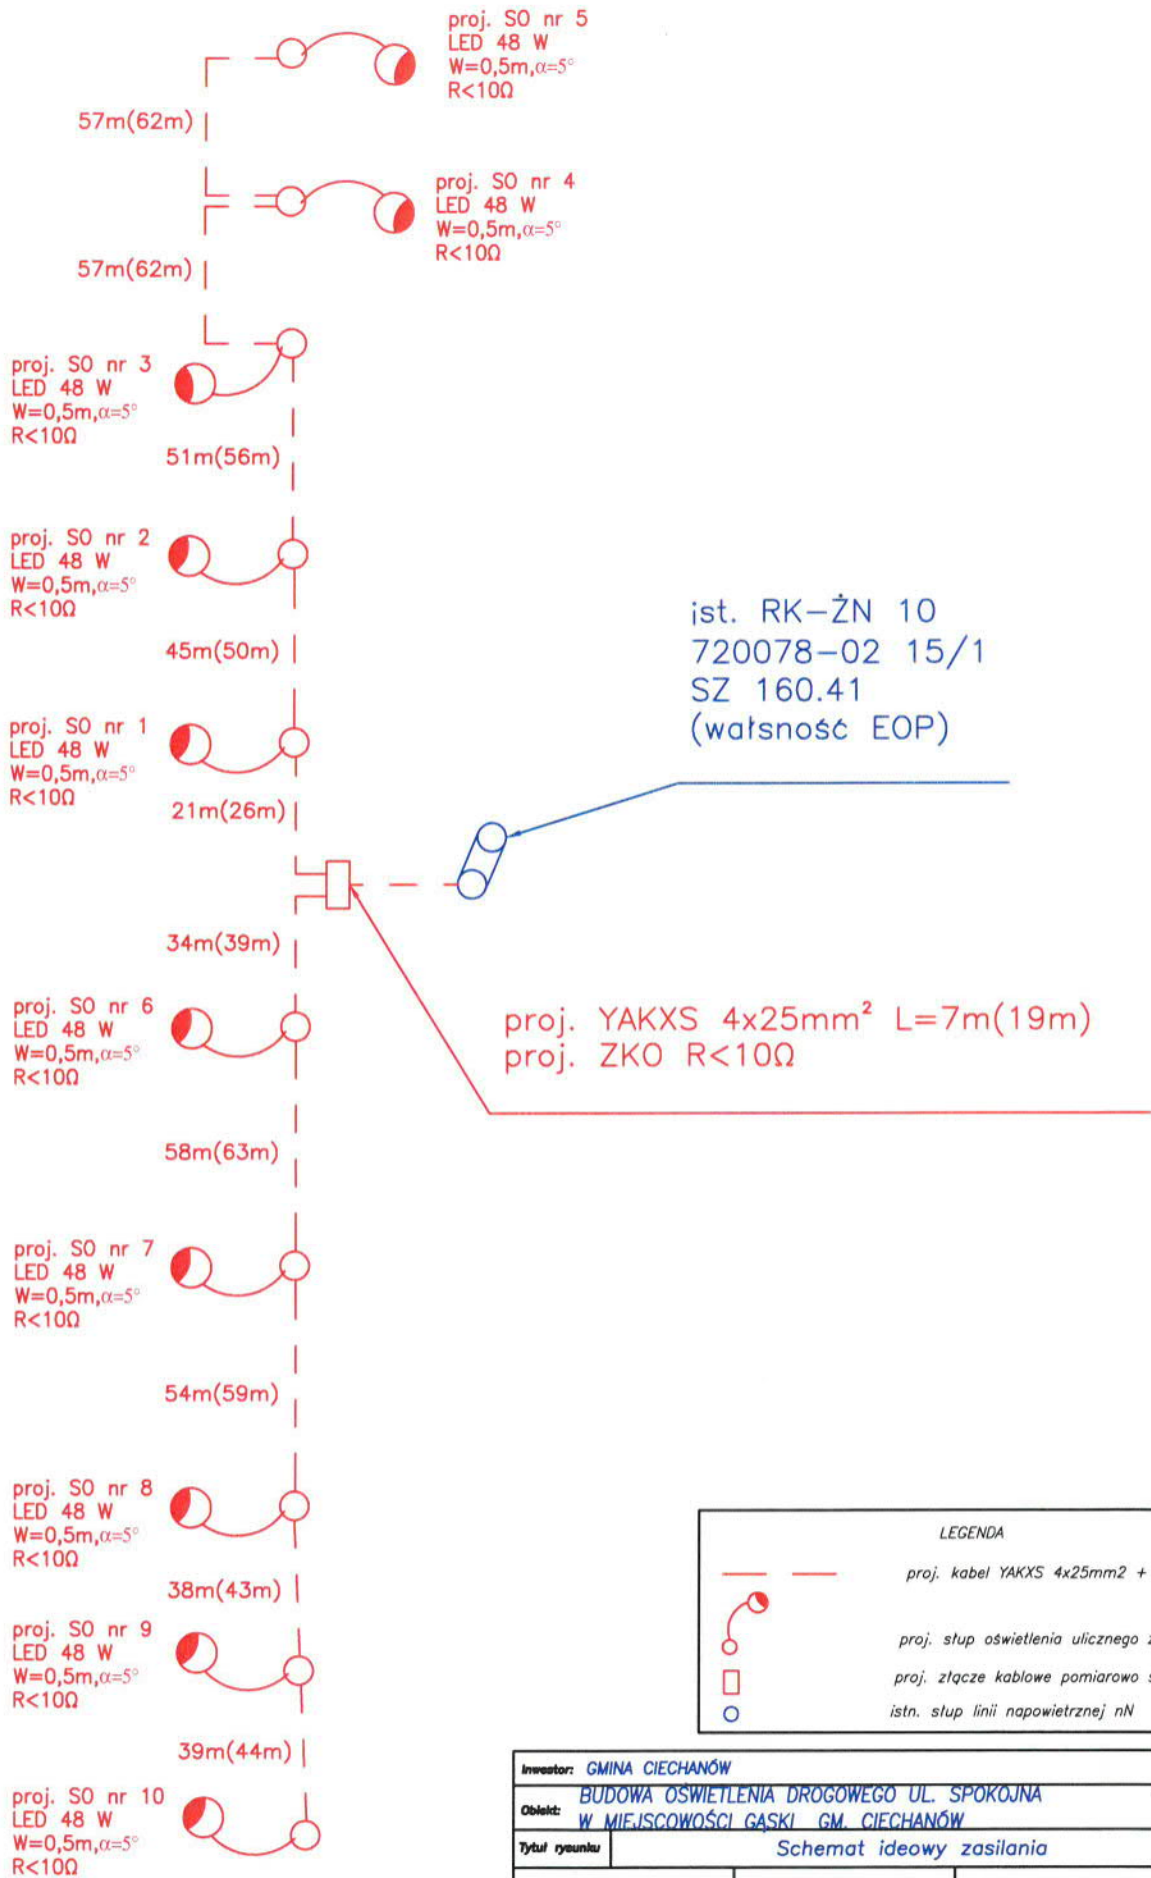 proj. SO nr 5
LED 48 W
W=0,5m,α=5°
R<10Ω
57m(62m)
proj. SO nr 4
LED 48 W
W=0,5m,α=5°
R<10Ω
57m(62m)
proj. SO nr 3
LED 48 W
W=0,5m,α=5°
R<10Ω
51m(56m)
proj. SO nr 2
LED 48 W
W=0,5m,α=5°
R<10Ω
45m(50m)
ist. RK-ŻN 10
720078-02 15/1
SZ 160.41
(wałsność EOP)
proj. SO nr 1
LED 48 W
W=0,5m,α=5°
R<10Ω
21m(26m)
34m(39m)
proj. YAKXS 4x25mm² L=7m(19m)
proj. ZKO R<10Ω
proj. SO nr 6
LED 48 W
W=0,5m,α=5°
R<10Ω
58m(63m)
proj. SO nr 7
LED 48 W
W=0,5m,α=5°
R<10Ω
54m(59m)
proj. SO nr 8
LED 48 W
W=0,5m,α=5°
R<10Ω
38m(43m)
proj. SO nr 9
LED 48 W
W=0,5m,α=5°
R<10Ω
39m(44m)
proj. SO nr 10
LED 48 W
W=0,5m,α=5°
R<10Ω
LEGENDA
proj. kabel YAKXS 4x25mm2 +
proj. słup oświetlenia ulicznego z
proj. złącze kablowe pomiarowo s
istn. słup linii napowietrznej nN
Inwestor: GMINA CIECHANÓW
Obiekt: BUDOWA OŚWIETLENIA DROGOWEGO UL. SPOKOJNA
W MIEJSCOWOŚCI GĄSKI GM. CIECHANÓW
Tytuł rysunku Schemat ideowy zasilania